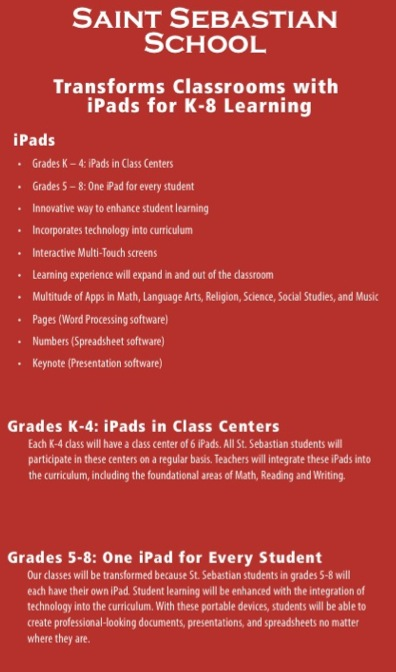 SAINT SEBASTIAN
SCHOOL
Transforms Classrooms with
iPads for K-8 Learning
iPads
• Grades K – 4: iPads in Class Centers
• Grades 5 – 8: One iPad for every student
• Innovative way to enhance student learning
• Incorporates technology into curriculum
• Interactive Multi-Touch screens
• Learning experience will expand in and out of the classroom
• Multitude of Apps in Math, Language Arts, Religion, Science, Social Studies, and Music
• Pages (Word Processing software)
• Numbers (Spreadsheet software)
• Keynote (Presentation software)
Grades K-4: iPads in Class Centers
Each K-4 class will have a class center of 6 iPads. All St. Sebastian students will
participate in these centers on a regular basis. Teachers will integrate these iPads into
the curriculum, including the foundational areas of Math, Reading and Writing.
Grades 5-8: One iPad for Every Student
Our classes will be transformed because St. Sebastian students in grades 5-8 will
each have their own iPad. Student learning will be enhanced with the integration of
technology into the curriculum. With these portable devices, students will be able to
create professional-looking documents, presentations, and spreadsheets no matter
where they are.